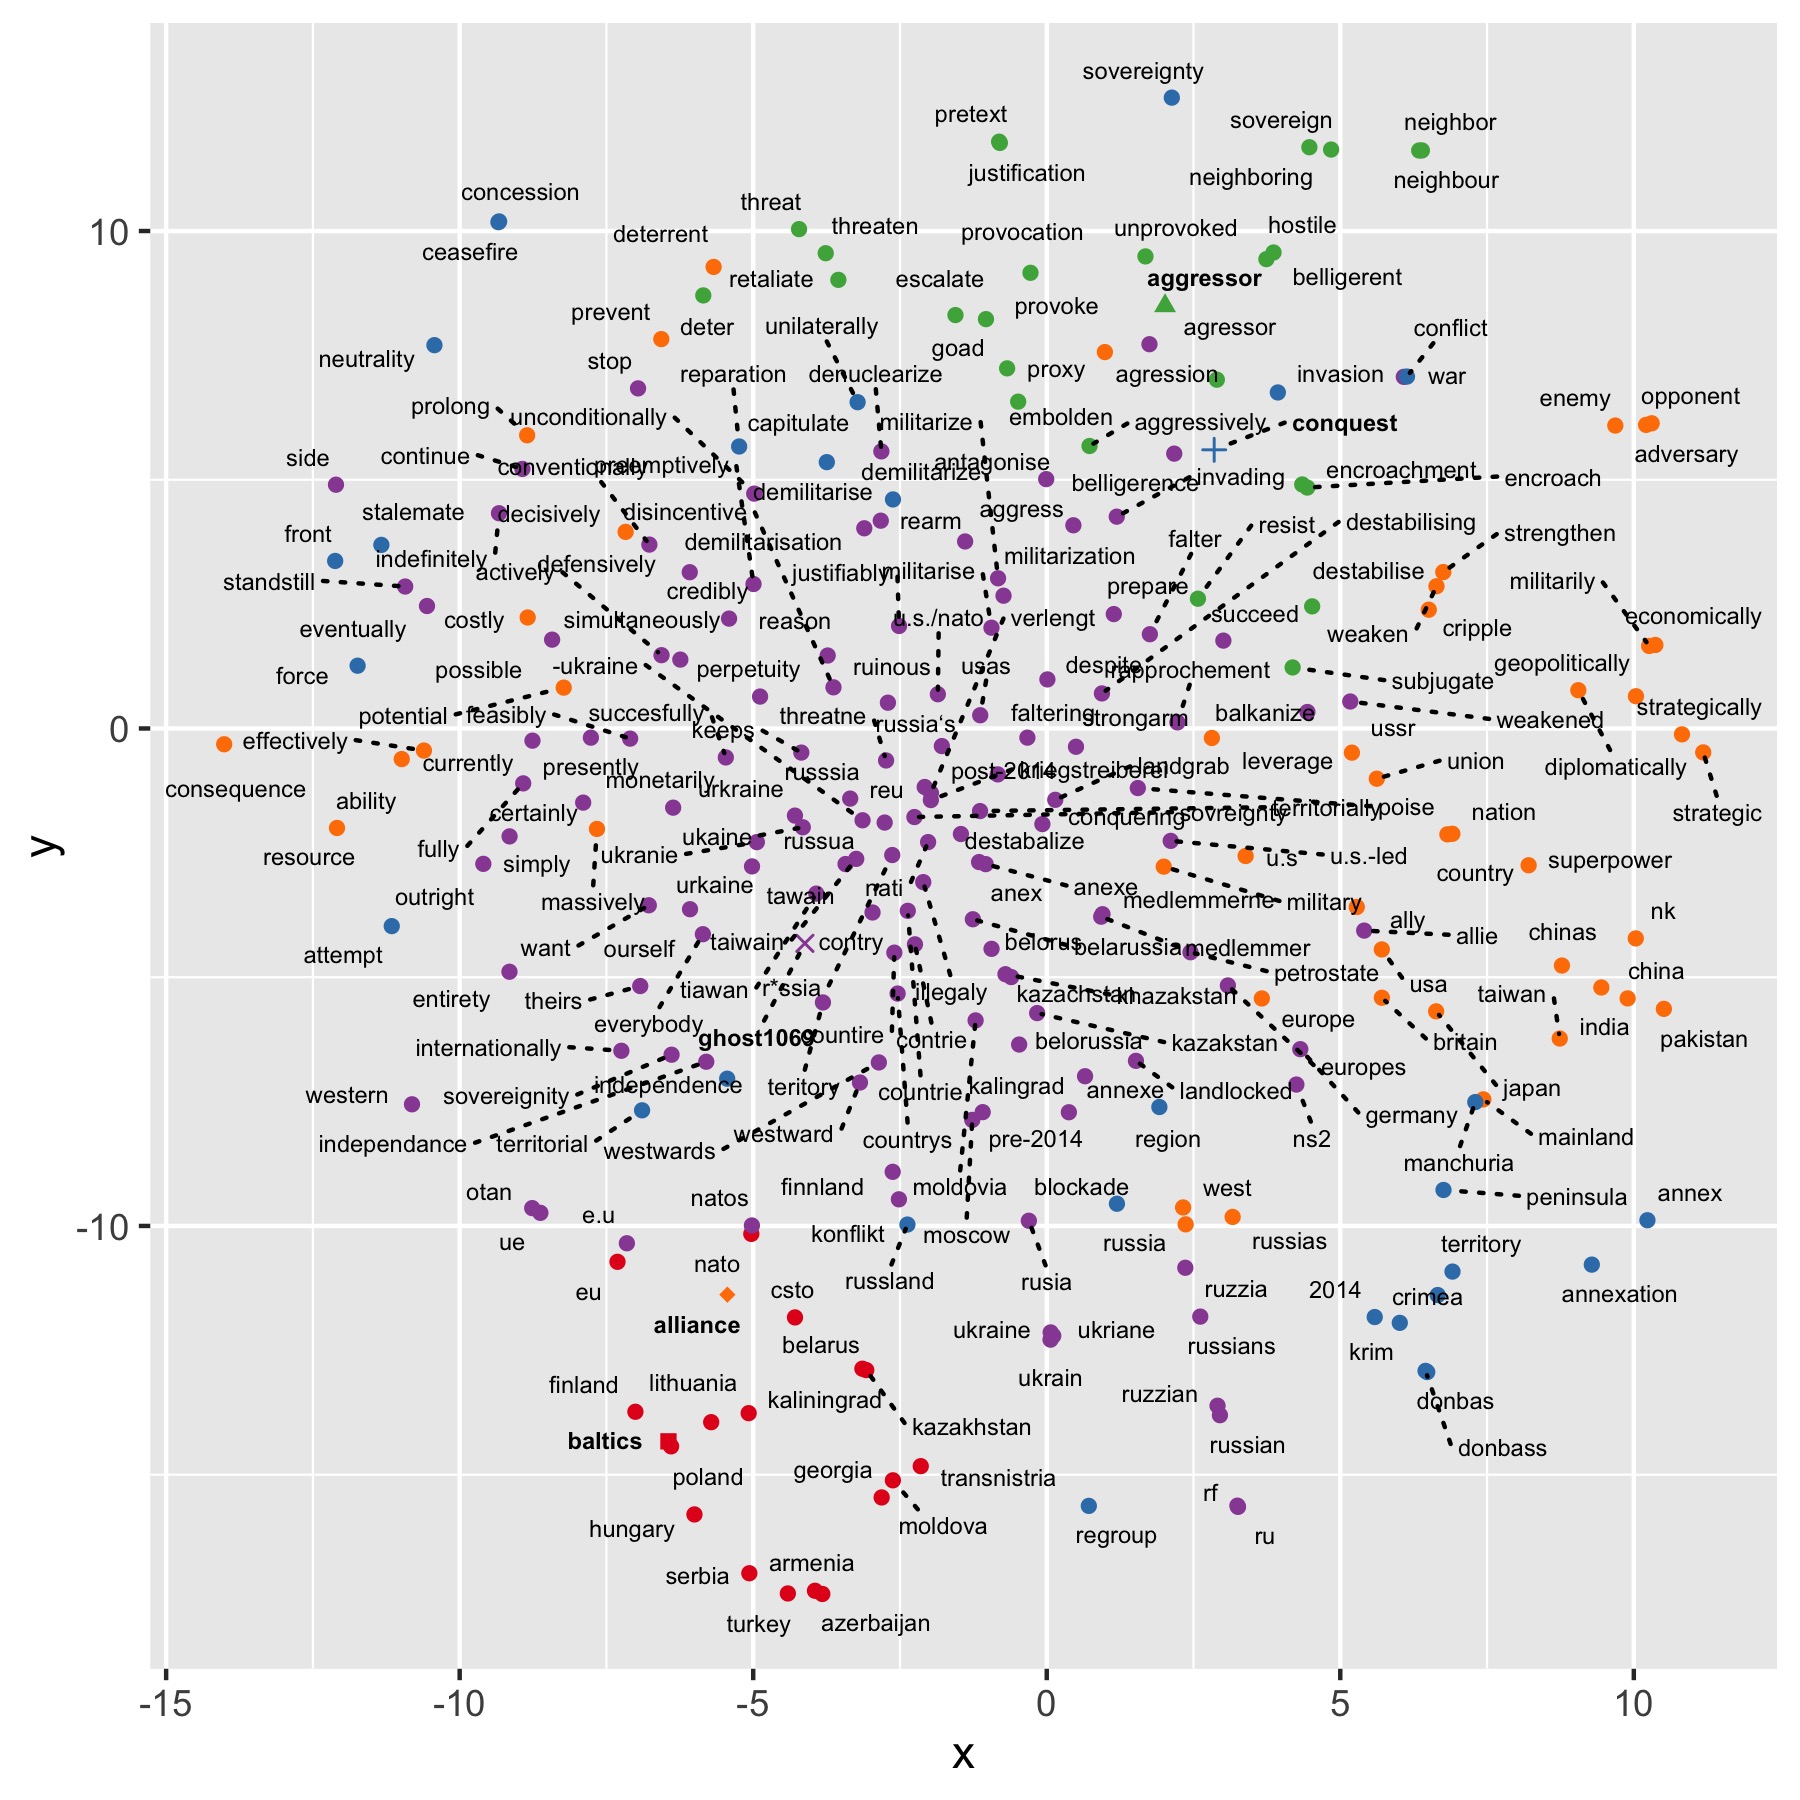 sovereignty
pretext
sovereign
neighbor
justification
neighboring
neighbour
concession
threat
threaten
deterrent
provocation
unprovoked
hostile
10
ceasefire
retaliate
escalate
aggressor
belligerent
prevent
deter
unilaterally
provoke
agressor
conflict
neutrality
stop
goad
reparation
denuclearize
proxy
agression
invasion
war
prolong
unconditionally
capitulate
militarize
embolden
aggressively
conquest
enemy
opponent
side
continue
conventionally
preemptively
demilitarize
antagonise
encroachment
adversary
demilitarise
belligerence
invading
encroach
front
stalemate
decisively
disincentive
rearm
aggress
resist
destabilising
indefinitely
demilitarisation
militarization
falter
strengthen
standstill
actively
defensively
justifiably
militarise
prepare
destabilise
militarily
credibly
eventually
costly
simultaneously
reason
u.s./nato
verlengt
succeed
weaken
cripple
economically
force
possible
-ukraine
perpetuity
ruinous
usas
despite
rapprochement
subjugate
geopolitically
potential
feasibly
succesfully
threatne
russia‘s
faltering
strongarm
balkanize
weakened
strategically
0
keeps
ussr
effectively
currently
presently
russsia
post-2014
kriegstreiberei
landgrab
leverage
union
diplomatically
consequence
ability
monetarily
urkraine
reu
certainly
conquering
sovregnty
territorially
poise
nation
strategic
resource
fully
simply
ukaine
ukranie
russua
destabalize
u.s
u.s.-led
country
superpower
outright
urkaine
tawain
nati
anex
anexe
medlemmerne
military
massively
attempt
want
ourself
taiwain
contry
belorus
belarussia
medlemmer
ally
allie
chinas
nk
entirety
theirs
tiawan
r*ssia
illegaly
kazachstan
khazakstan
petrostate
usa
taiwan
china
everybody
ghost1069
countire
contrie
europe
internationally
belorussia
kazakstan
britain
india
pakistan
western
sovereignity
independence
teritory
countrie
kalingrad
annexe
landlocked
europes
japan
independance
territorial
westwards
westward
countrys
pre-2014
region
ns2
germany
mainland
manchuria
otan
natos
finnland
moldovia
blockade
west
peninsula
annex
-10
ue
e.u
konflikt
moscow
russia
russias
territory
eu
nato
csto
russland
rusia
ruzzia
2014
crimea
annexation
alliance
belarus
ukraine
ukriane
russians
krim
finland
lithuania
kaliningrad
ukrain
ruzzian
donbas
baltics
kazakhstan
russian
donbass
poland
georgia
transnistria
rf
hungary
moldova
regroup
ru
serbia
armenia
turkey
azerbaijan
-15
-10
-5
0
5
10
x
y